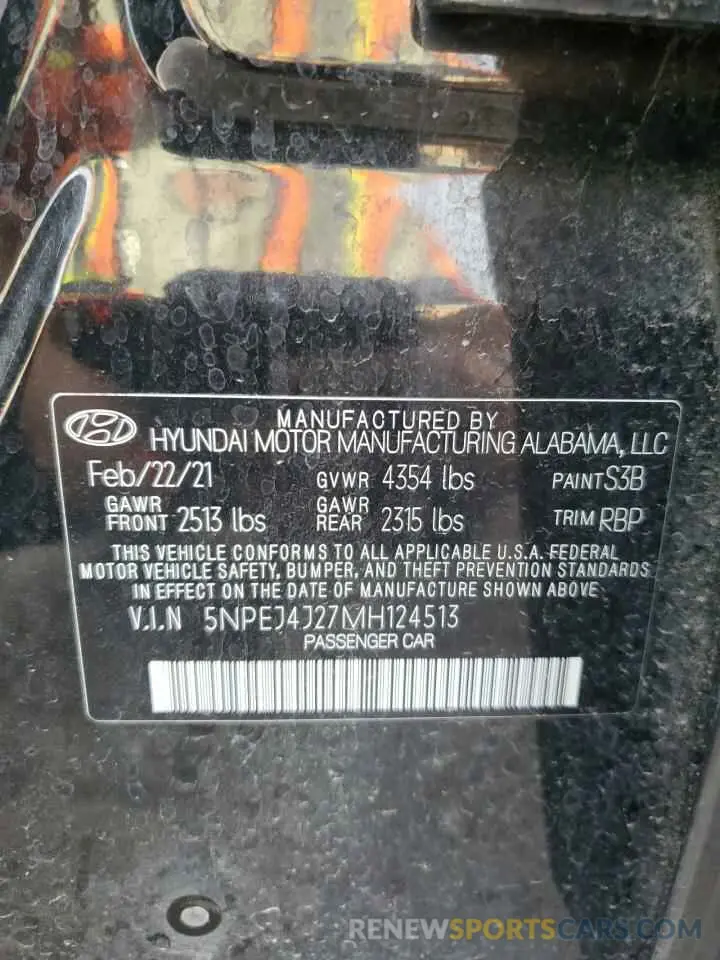 MANUFACTURED BY
HYUNDAI MOTOR MANUFACTURING ALABAMA, LLC
Feb/22/21 GVWR 4354 lbs PAINT S3B
GAWR FRONT 2513 lbs GAWR REAR 2315 lbs TRIM RBP
THIS VEHICLE CONFORMS TO ALL APPLICABLE U.S.A. FEDERAL
MOTOR VEHICLE SAFETY, BUMPER, AND THEFT PREVENTION STANDARDS
IN EFFECT ON THE DATE OF MANUFACTURE SHOWN ABOVE
V.I.N 5NPEJ4J27MH124513
PASSENGER CAR
RENEWSPORTSCARS.COM